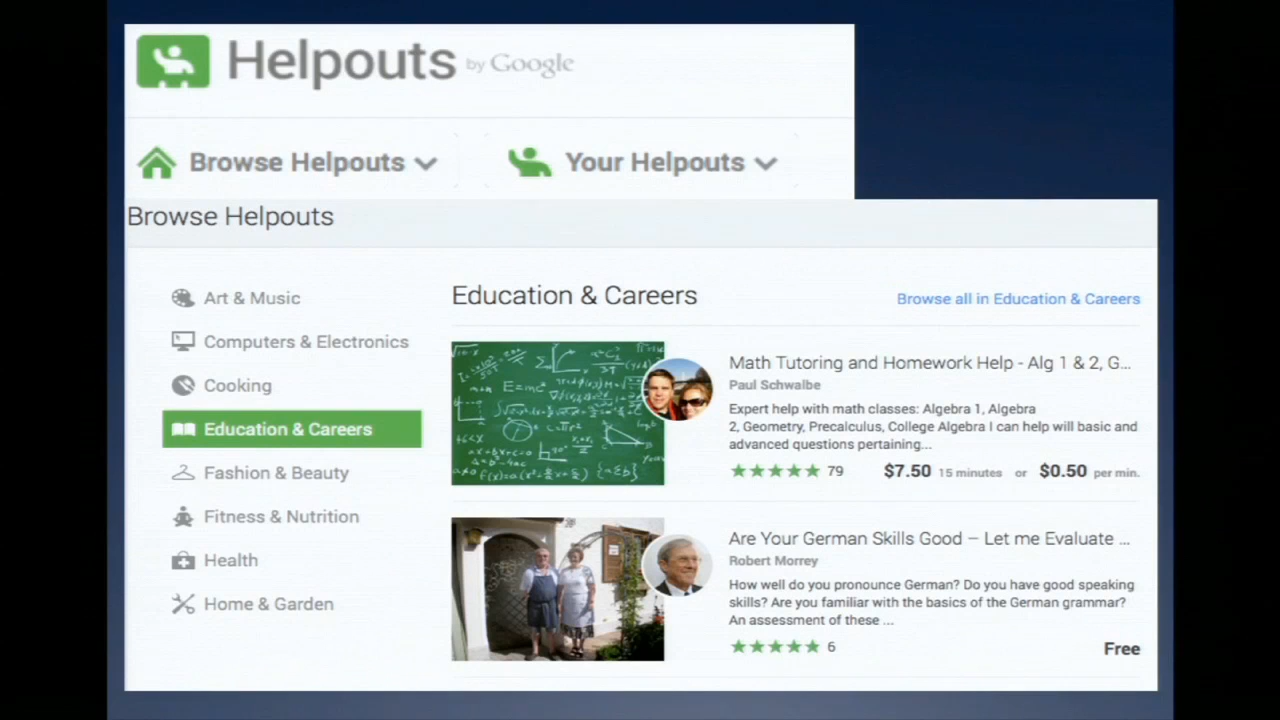 Helpouts by Google
Browse Helpouts
Your Helpouts
Browse Helpouts
Art & Music
Computers & Electronics
Cooking
Education & Careers
Fashion & Beauty
Fitness & Nutrition
Health
Home & Garden
Education & Careers
Browse all in Education & Careers
E=mc²
Math Tutoring and Homework Help - Alg 1 & 2, G...
Paul Schwalbe
Expert help with math classes: Algebra 1, Algebra
2, Geometry, Precalculus, College Algebra I can help will basic and
advanced questions pertaining...
79
$7.50 15 minutes or $0.50 per min.
Are Your German Skills Good – Let me Evaluate ...
Robert Morrey
How well do you pronounce German? Do you have good speaking
skills? Are you familiar with the basics of the German grammar?
An assessment of these ...
6
Free